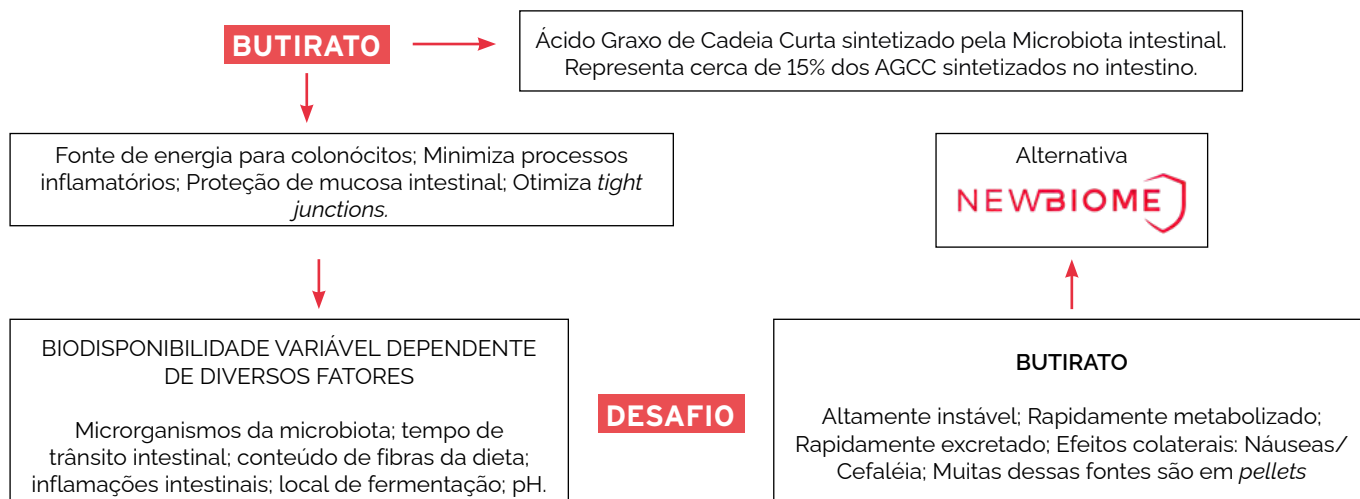 BUTIRATO
Ácido Graxo de Cadeia Curta sintetizado pela Microbiota intestinal.
Representa cerca de 15% dos AGCC sintetizados no intestino.
Fonte de energia para colonócitos; Minimiza processos
inflamatórios; Proteção de mucosa intestinal; Otimiza tight
junctions.
Alternativa
NEWBIOME
BIODISPONIBILIDADE VARIÁVEL DEPENDENTE
DE DIVERSOS FATORES
Microrganismos da microbiota; tempo de
trânsito intestinal; conteúdo de fibras da dieta;
inflamações intestinais; local de fermentação; pH.
DESAFIO
BUTIRATO
Altamente instável; Rapidamente metabolizado;
Rapidamente excretado; Efeitos colaterais: Náuseas/
Cefaléia; Muitas dessas fontes são em pellets